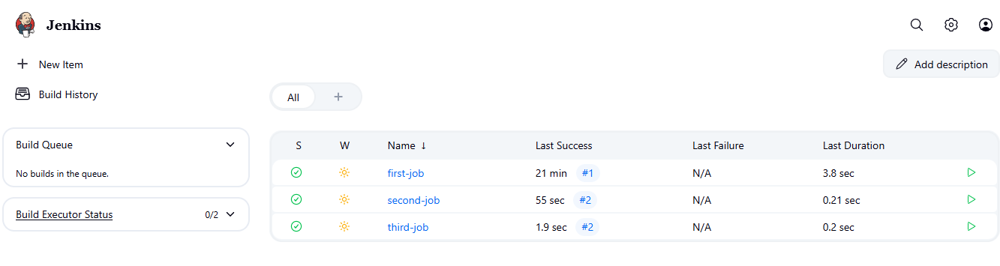 Jenkins
New Item
Add description
Build History
All
Build Queue
No builds in the queue.
Build Executor Status 0/2
S W Name ↓ Last Success Last Failure Last Duration
first-job 21 min #1 N/A 3.8 sec
second-job 55 sec #2 N/A 0.21 sec
third-job 1.9 sec #2 N/A 0.2 sec